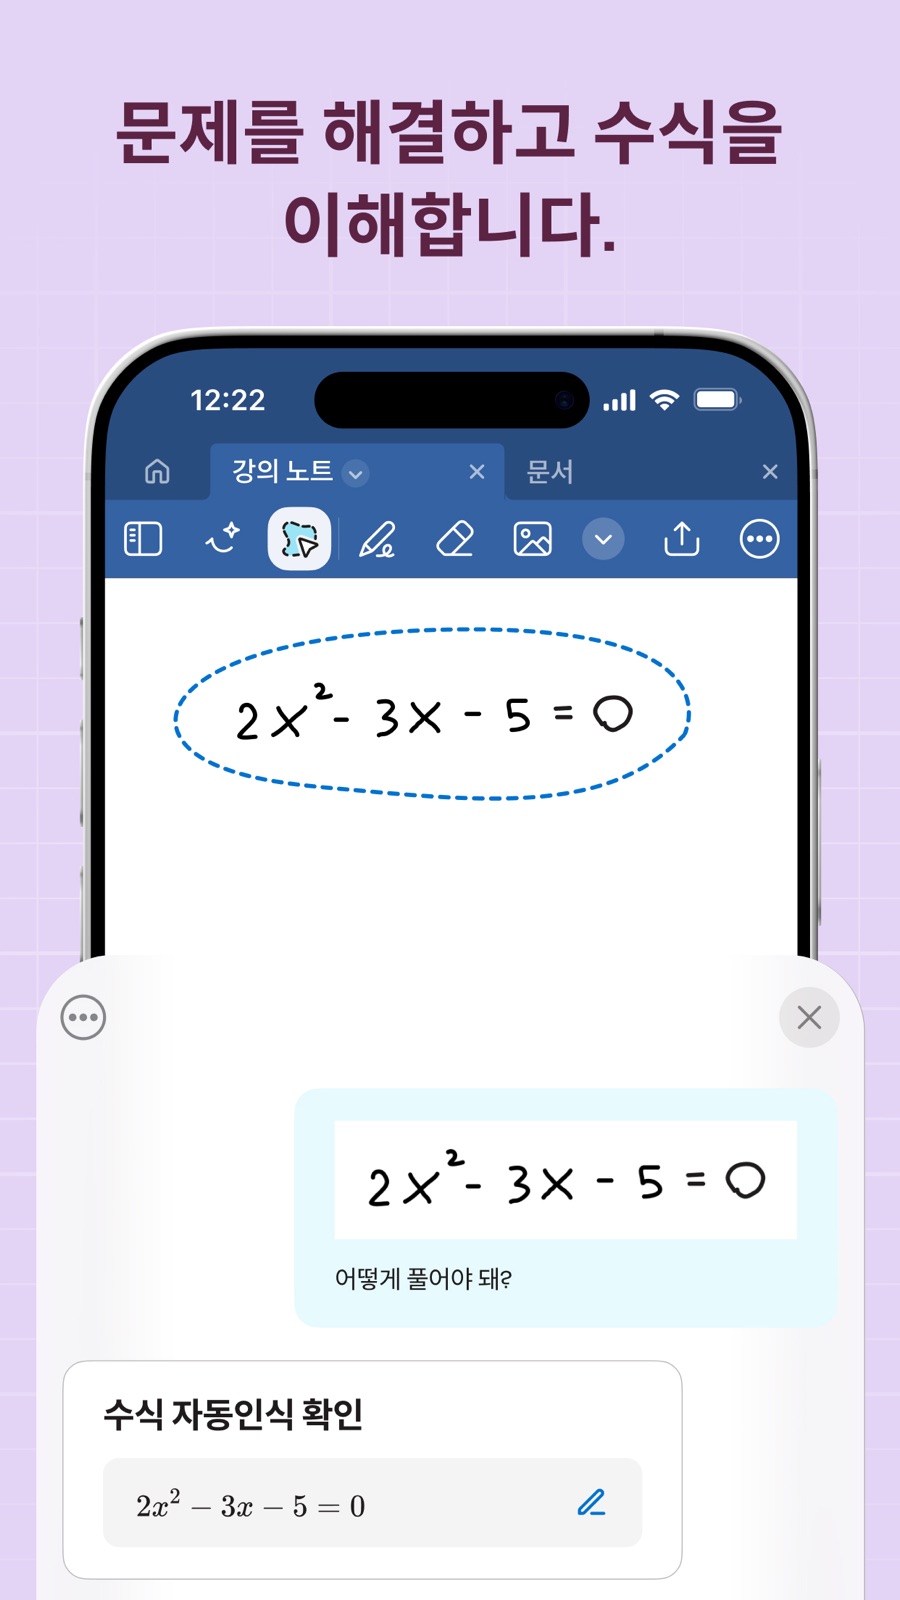 문제를 해결하고 수식을
이해합니다.
12:22
강의 노트
문서
2x² - 3x - 5 = 0
2x² - 3x - 5 = 0
어떻게 풀어야 돼?
수식 자동인식 확인
2x² − 3x − 5 = 0